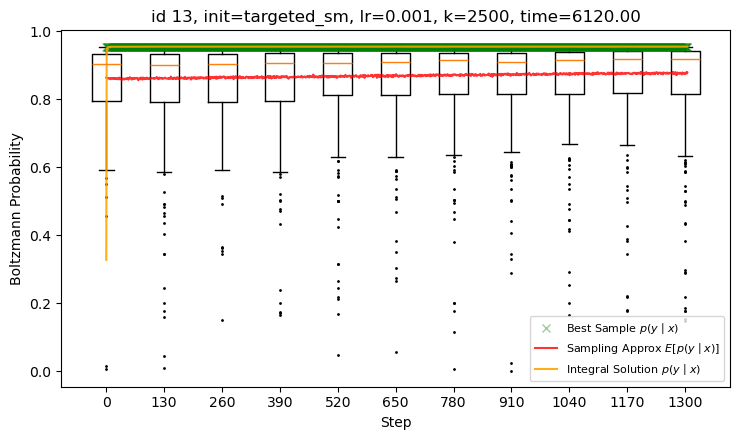 id 13, init=targeted_sm, lr=0.001, k=2500, time=6120.00
Boltzmann Probability
1.0
0.8
0.6
0.4
0.2
0.0
Best Sample p(y | x)
Sampling Approx E[p(y | x)]
Integral Solution p(y | x)
0 130 260 390 520 650 780 910 1040 1170 1300
Step